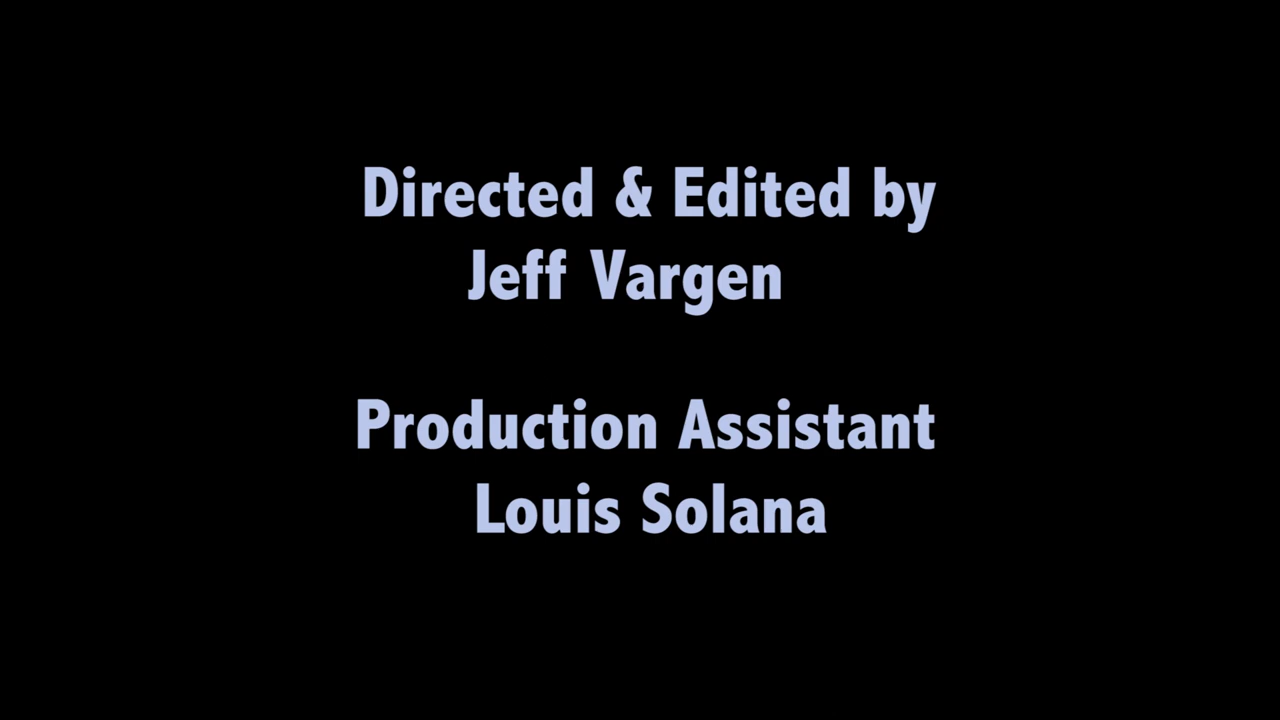 Directed & Edited by
Jeff Vargen
Production Assistant
Louis Solana